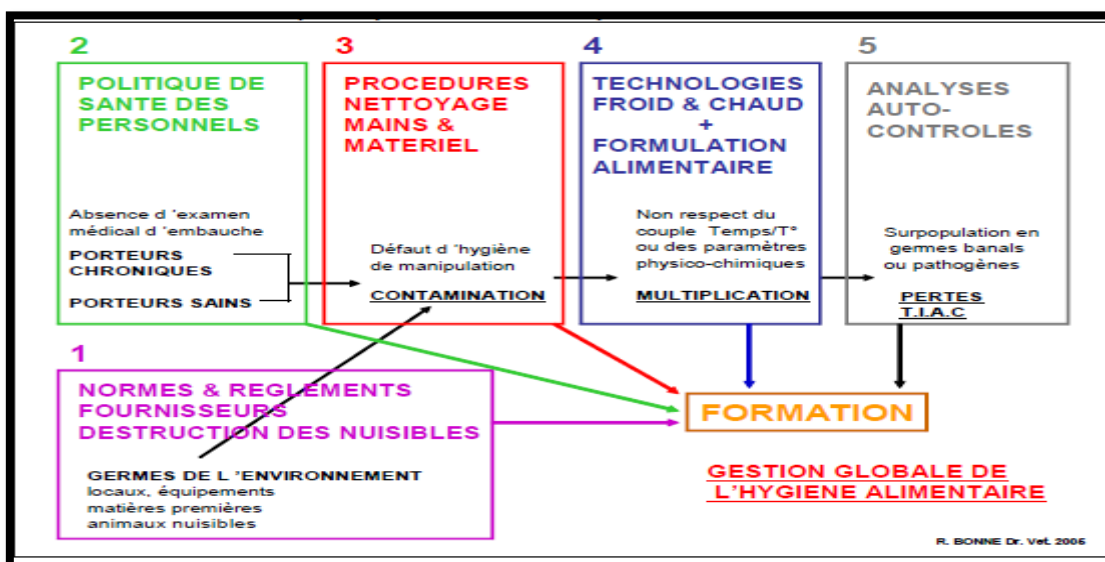 2
POLITIQUE DE
SANTE DES
PERSONNELS
Absence d 'examen
médical d 'embauche
PORTEURS
CHRONIQUES
PORTEURS SAINS
3
PROCEDURES
NETTOYAGE
MAINS &
MATERIEL
Défaut d 'hygiène
de manipulation
CONTAMINATION
4
TECHNOLOGIES
FROID & CHAUD
+
FORMULATION
ALIMENTAIRE
Non respect du
couple Temps/T°
ou des paramètres
physico-chimiques
MULTIPLICATION
5
ANALYSES
AUTO-
CONTROLES
Surpopulation en
germes banals
ou pathogènes
PERTES
T.I.A.C
1
NORMES & REGLEMENTS
FOURNISSEURS
DESTRUCTION DES NUISIBLES
GERMES DE L 'ENVIRONNEMENT
locaux, équipements
matières premières
animaux nuisibles
FORMATION
GESTION GLOBALE DE
L'HYGIENE ALIMENTAIRE
R. BONNE Dr. Vet. 2005